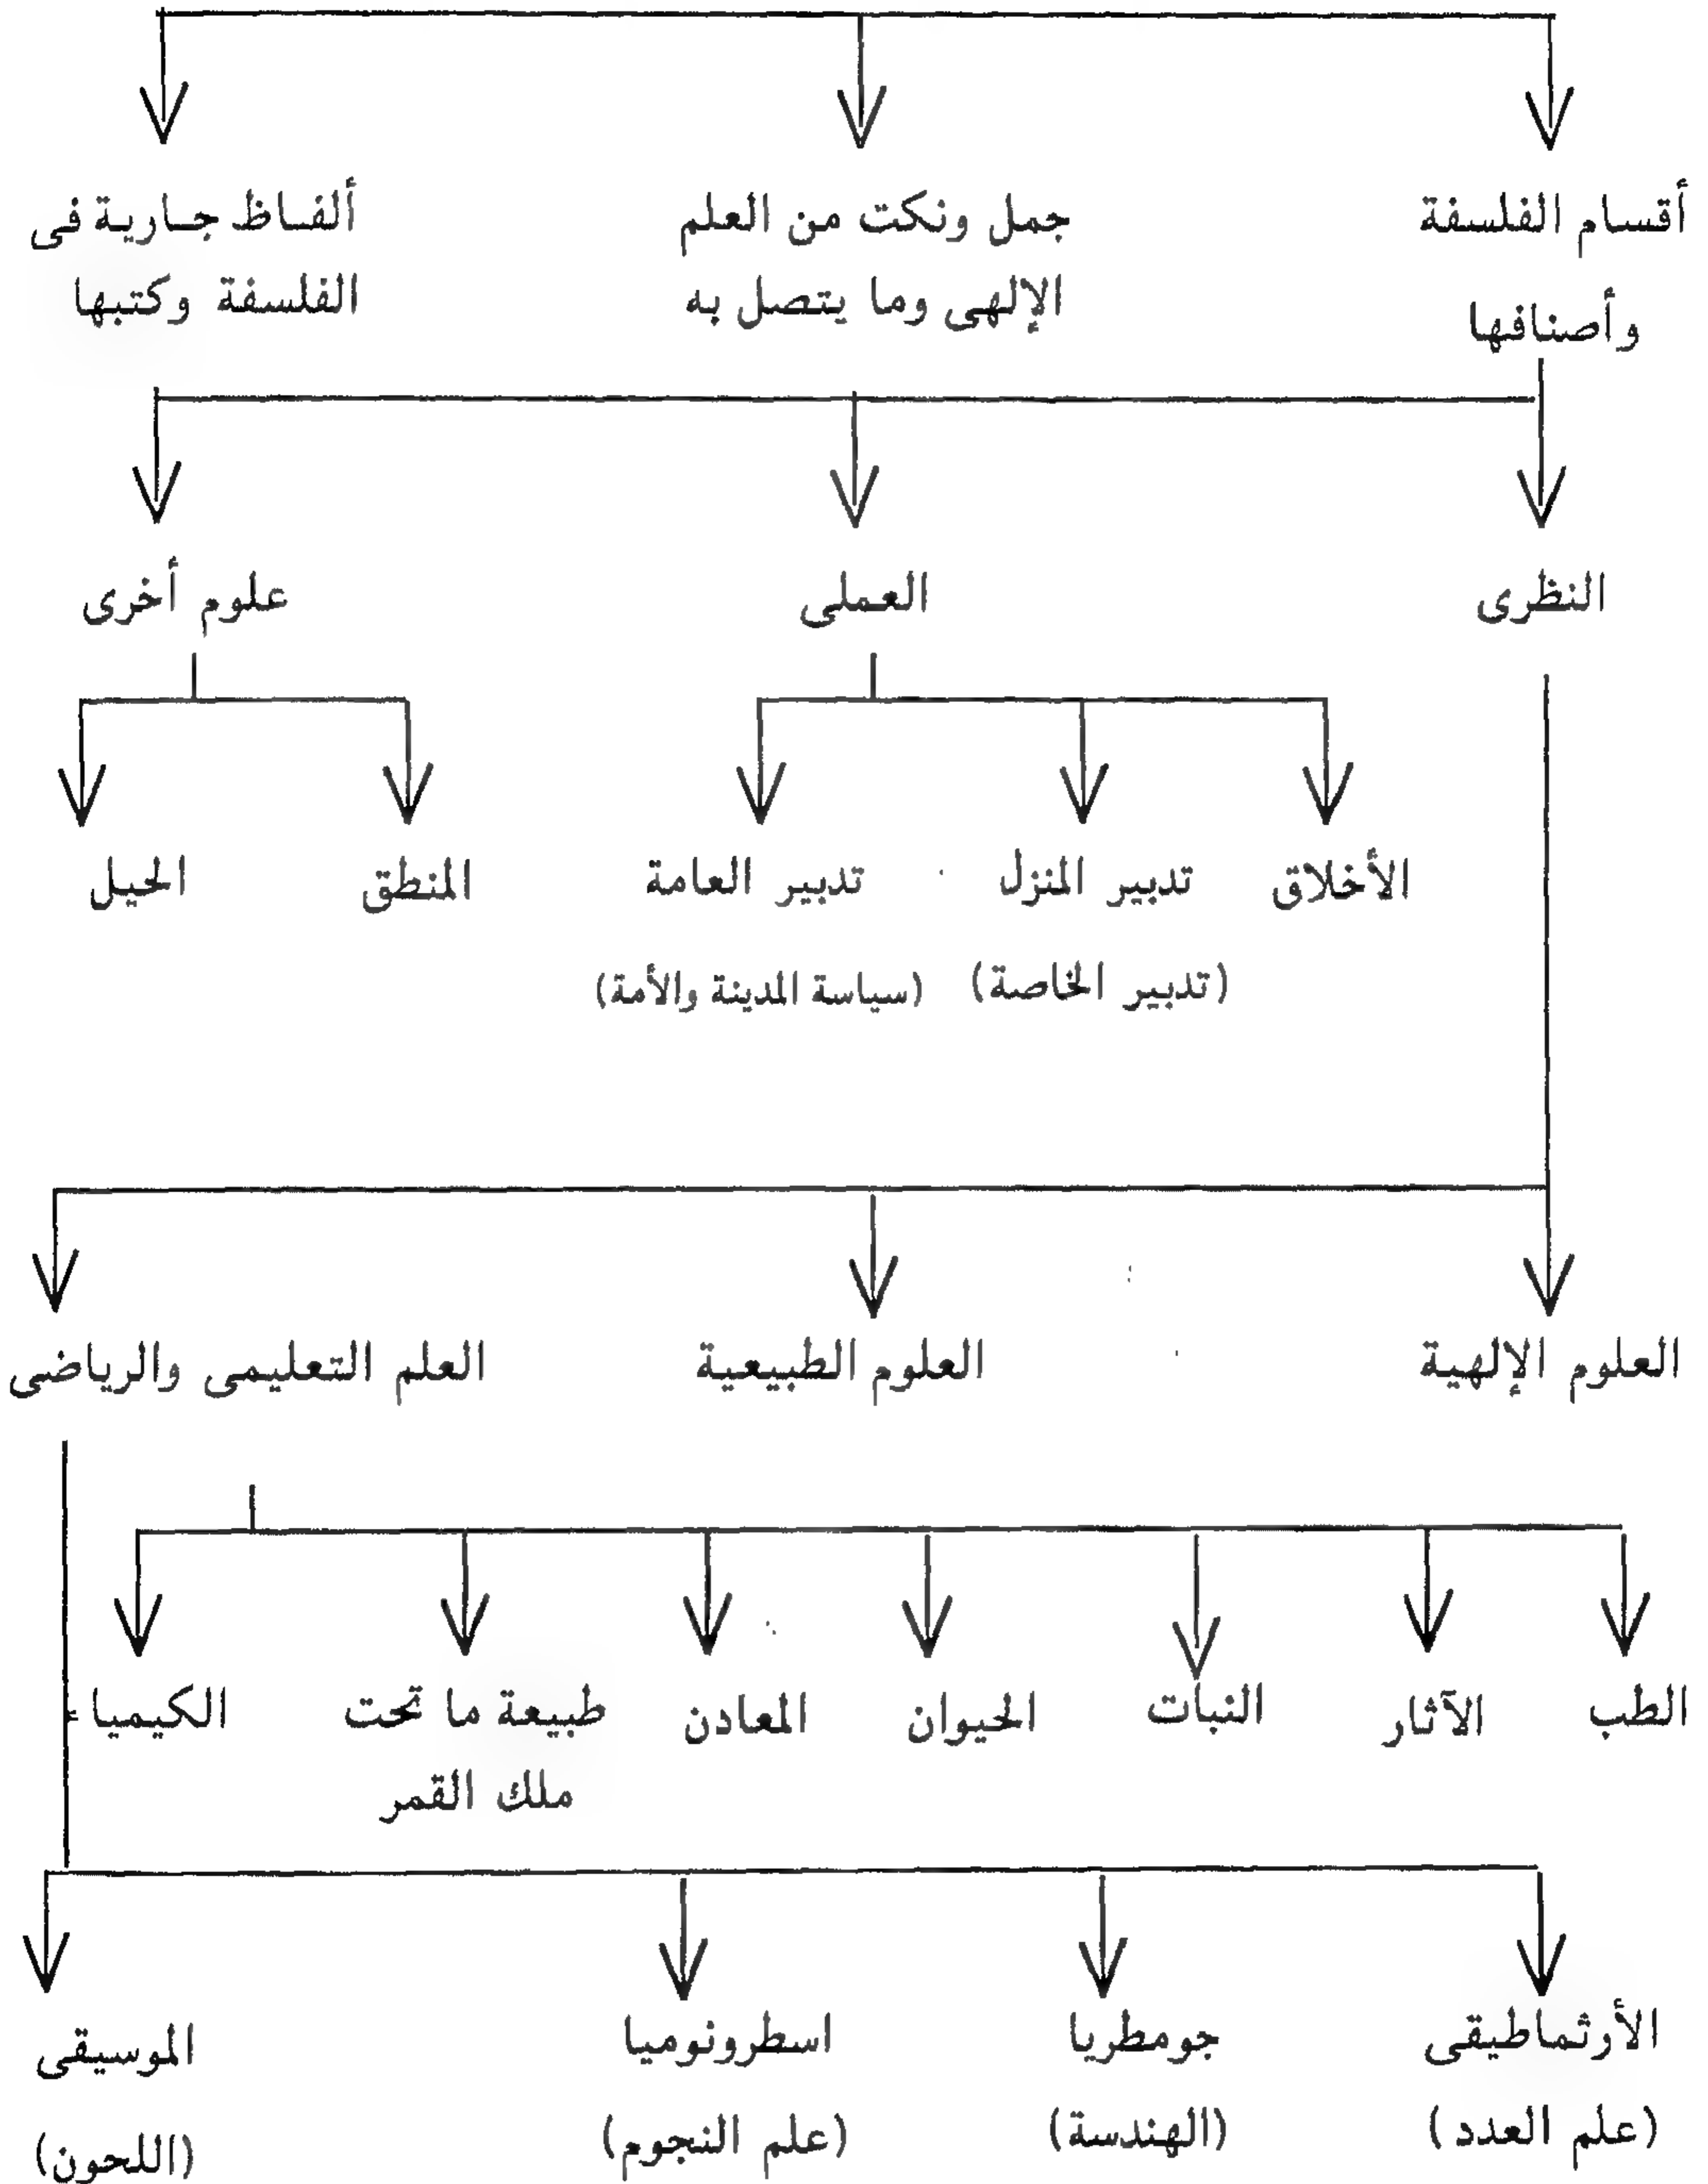 أقسام الفلسفة
وأصنافها
جمل ونكت من العلم
الإلهى وما يتصل به
ألفاظ جارية فى
الفلسفة وكتبها
النظرى
العملى
علوم أخرى
الأخلاق
تدبير المنزل
(تدبير الخاصة)
تدبير العامة
(سياسة المدينة والأمة)
المنطق
الحيل
العلوم الإلهية
العلوم الطبيعية
العلم التعليمى والرياضى
الطب
الآثار
النبات
الحيوان
المعادن
طبيعة ما تحت
ملك القمر
الكيمياء
الأرثماطيقى
(علم العدد)
جومطريا
(الهندسة)
اسطرونوميا
(علم النجوم)
الموسيقى
(اللحون)